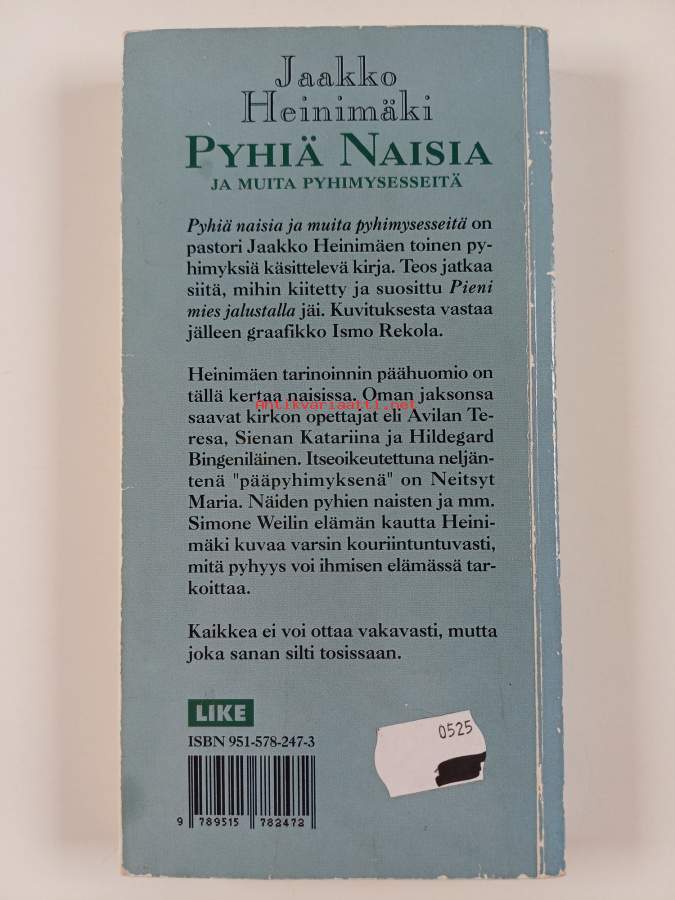 Jaakko
Heinimäki
PYHIÄ NAISIA
JA MUITA PYHIMYSESSEITÄ
Pyhiä naisia ja muita pyhimysesseitä on
pastori Jaakko Heinimäen toinen py-
himyksiä käsittelevä kirja. Teos jatkaa
siitä, mihin kiitetty ja suosittu Pieni
mies jalustalla jäi. Kuvituksesta vastaa
jälleen graafikko Ismo Rekola.
Heinimäen tarinoinnin päähuomio on
tällä kertaa naisissa. Oman jaksonsa
Antikvariaatti.net
saavat kirkon opettajat eli Avilan Te-
resa, Sienan Katariina ja Hildegard
Bingeniläinen. Itseoikeutettuna neljän-
tenä "pääpyhimyksenä" on Neitsyt
Maria. Näiden pyhien naisten ja mm.
Simone Weilin elämän kautta Heini-
mäki kuvaa varsin kouriintuntuvasti,
mitä pyhyys voi ihmisen elämässä tar-
koittaa.
Kaikkea ei voi ottaa vakavasti, mutta
joka sanan silti tosissaan.
LIKE
ISBN 951-578-247-3
0525
9 789515 782472